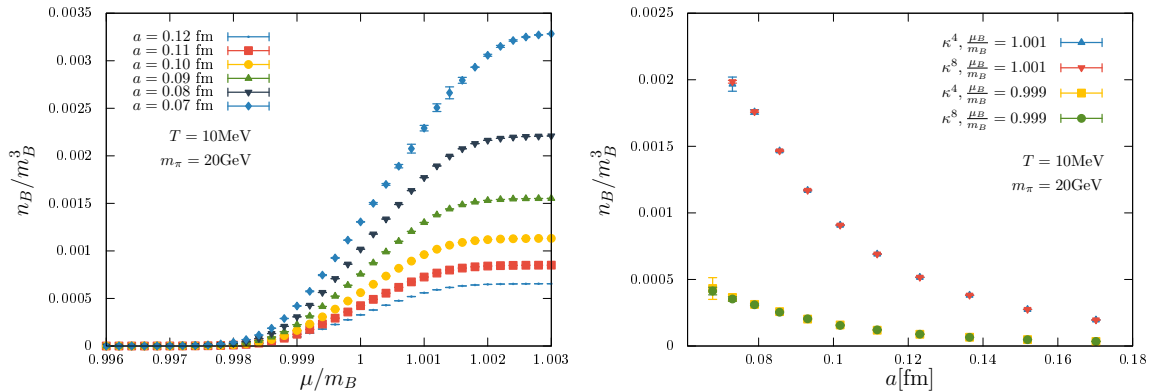 0.0035
0.003
0.0025
0.002
0.0015
0.001
0.0005
0
0.996
0.997
0.998
0.999
1
1.001
1.002
1.003
n_B/m_B^3
μ/m_B
a = 0.12 fm
a = 0.11 fm
a = 0.10 fm
a = 0.09 fm
a = 0.08 fm
a = 0.07 fm
T = 10MeV
m_π = 20GeV
0.0025
0.002
0.0015
0.001
0.0005
0
0.08
0.1
0.12
0.14
0.16
0.18
n_B/m_B^3
a[fm]
κ^4, μ_B/m_B = 1.001
κ^8, μ_B/m_B = 1.001
κ^4, μ_B/m_B = 0.999
κ^8, μ_B/m_B = 0.999
T = 10MeV
m_π = 20GeV